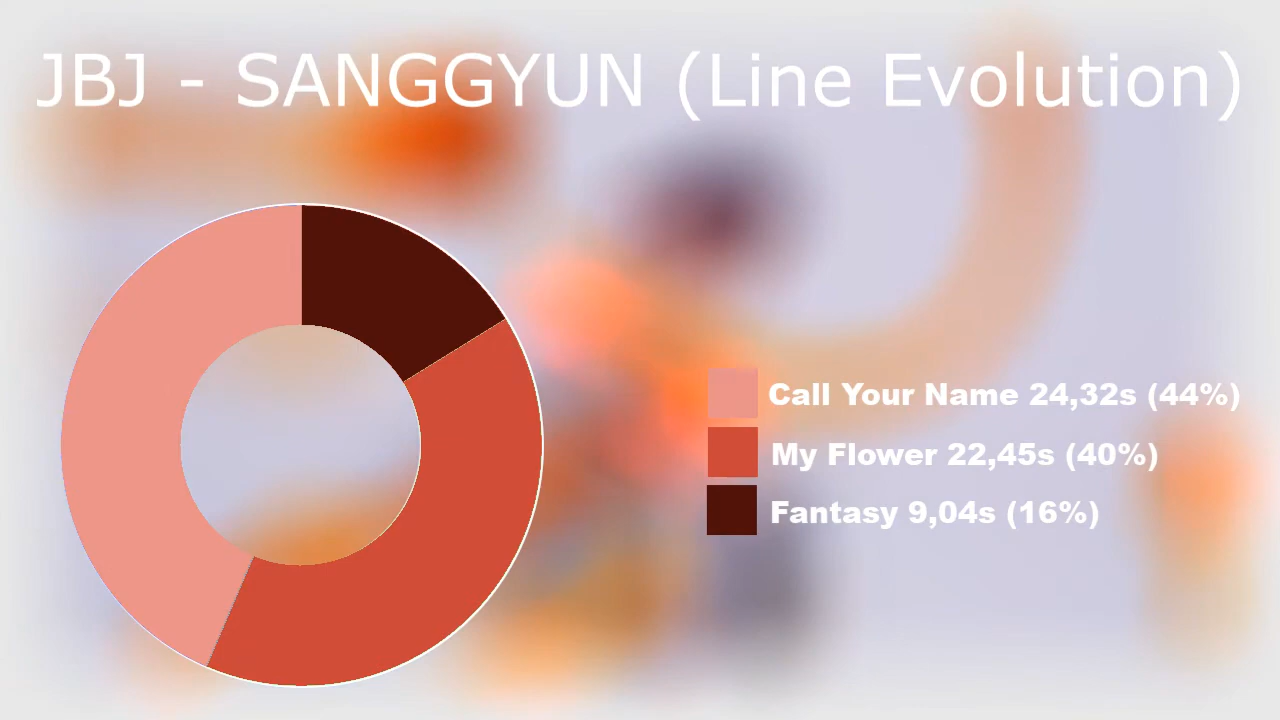 JBJ - SANGGYUN (Line Evolution)
Call Your Name 24,32s (44%)
My Flower 22,45s (40%)
Fantasy 9,04s (16%)